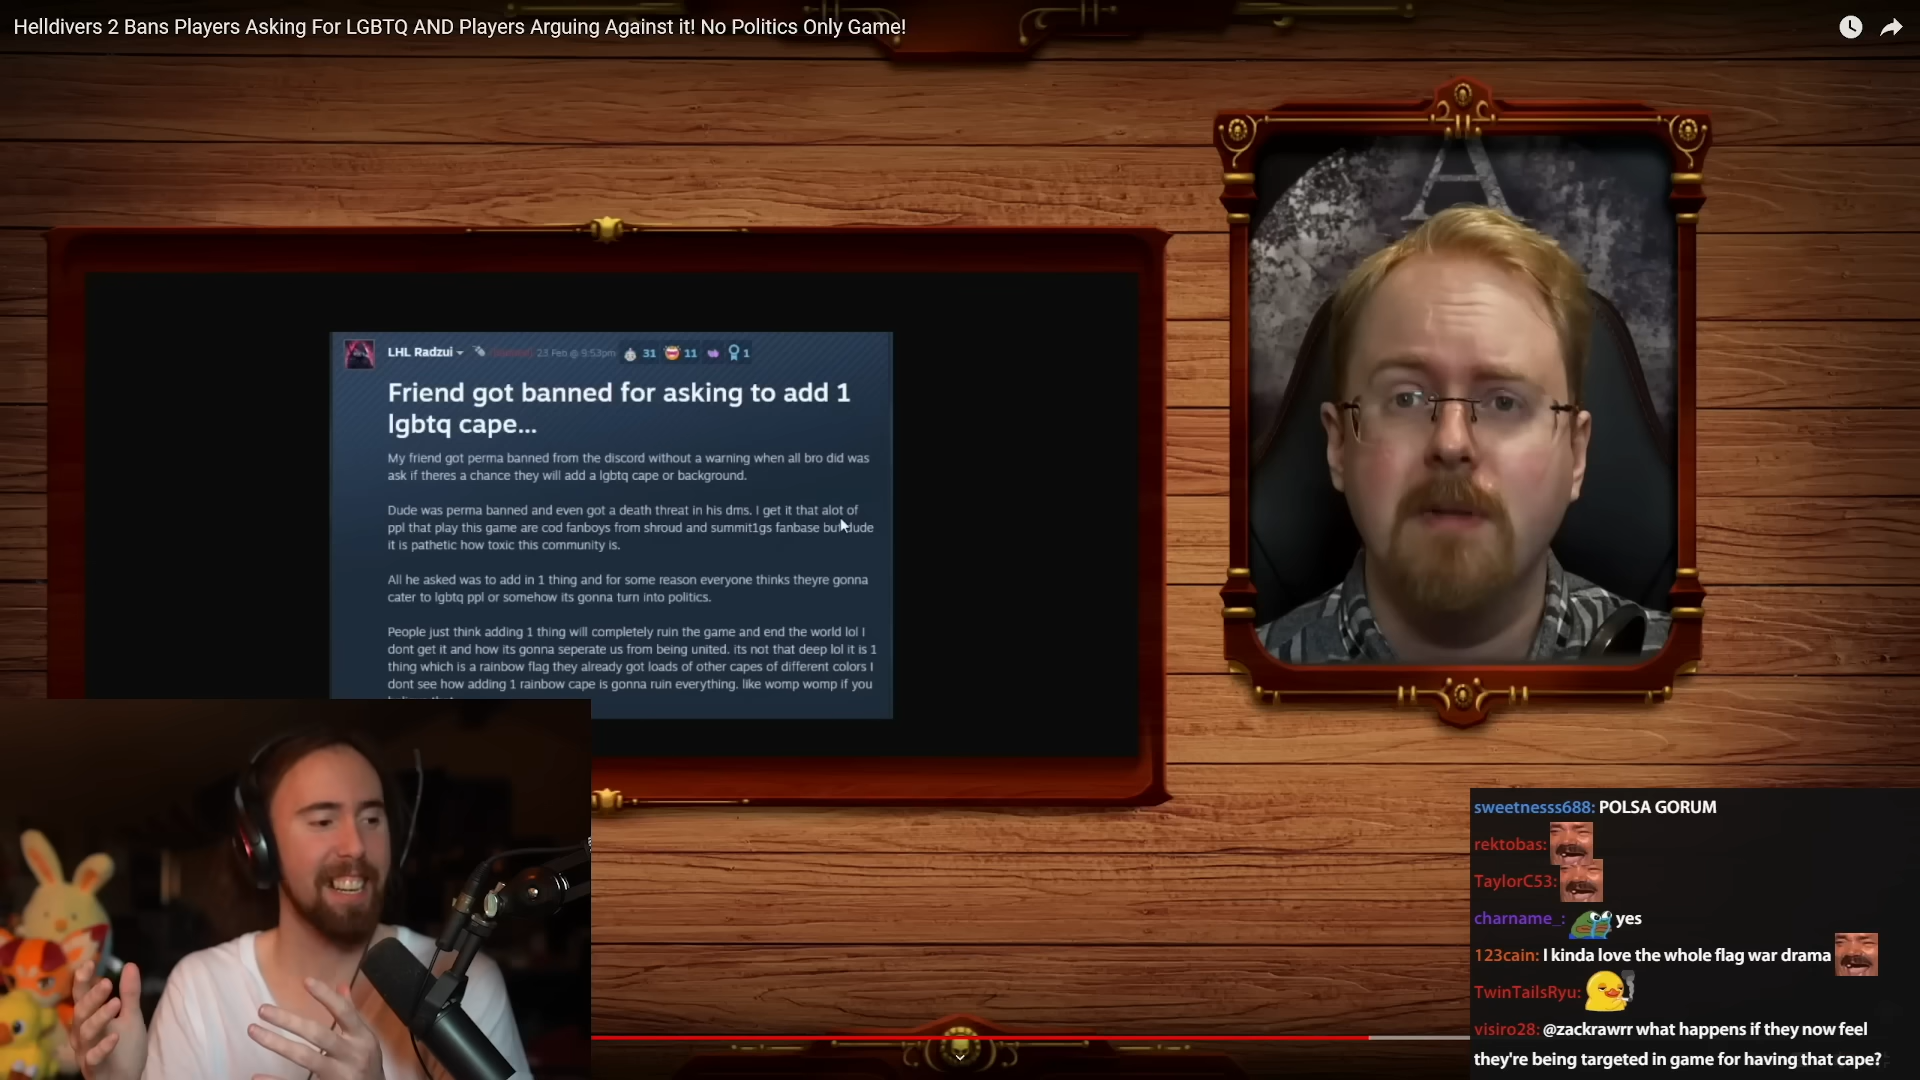 Helldivers 2 Bans Players Asking For LGBTQ AND Players Arguing Against it! No Politics Only Game!
A
LHL Radzui
23 Feb @ 9:53pm
31
11
1
Friend got banned for asking to add 1
lgbtq cape...
My friend got perma banned from the discord without a warning when all bro did was
ask if theres a chance they will add a lgbtq cape or background.
Dude was perma banned and even got a death threat in his dms. I get it that alot of
ppl that play this game are cod fanboys from shroud and summit1gs fanbase but dude
it is pathetic how toxic this community is.
All he asked was to add in 1 thing and for some reason everyone thinks theyre gonna
cater to lgbtq ppl or somehow its gonna turn into politics.
People just think adding 1 thing will completely ruin the game and end the world lol I
dont get it and how its gonna seperate us from being united. its not that deep lol it is 1
thing which is a rainbow flag they already got loads of other capes of different colors I
dont see how adding 1 rainbow cape is gonna ruin everything. like womp womp if you
sweetnesss688: POLSA GORUM
rektobas:
TaylorC53:
charname_: yes
123cain: I kinda love the whole flag war drama
TwinTailsRyu:
visiro28: @zackrawrr what happens if they now feel
they're being targeted in game for having that cape?